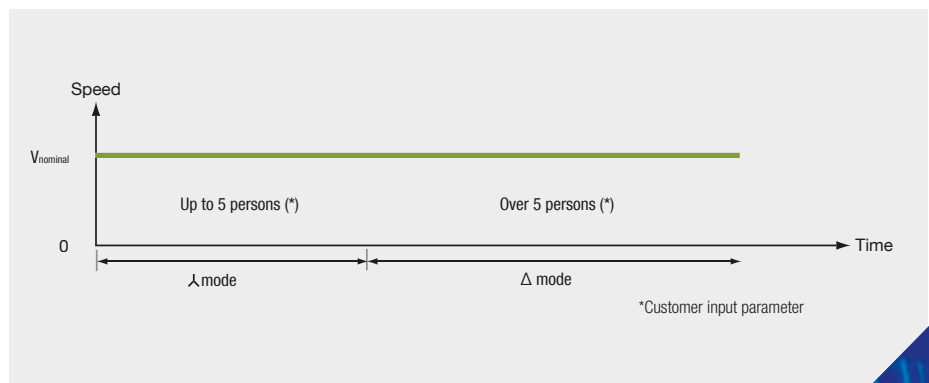 Speed
Vnominal
Up to 5 persons (*)
Over 5 persons (*)
0
Time
⅄ mode
Δ mode
*Customer input parameter